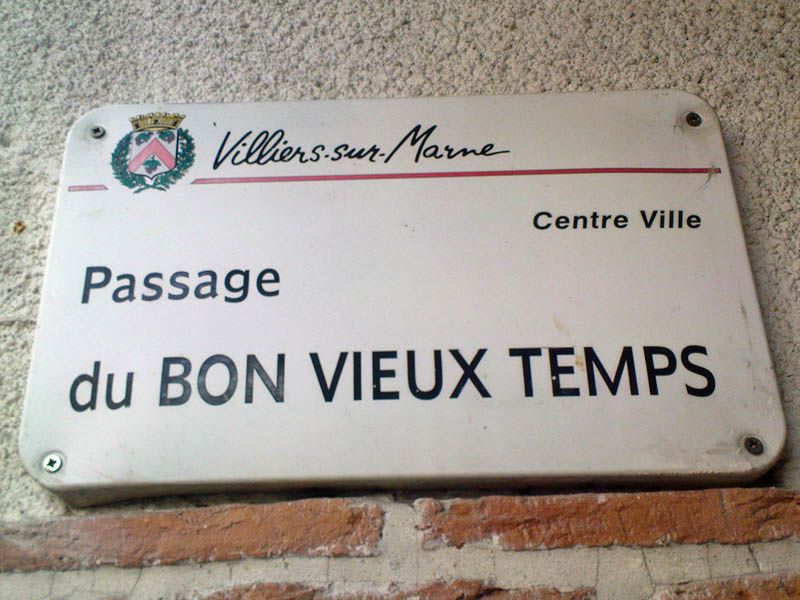 Villiers-sur-Marne
Centre Ville
Passage
du BON VIEUX TEMPS